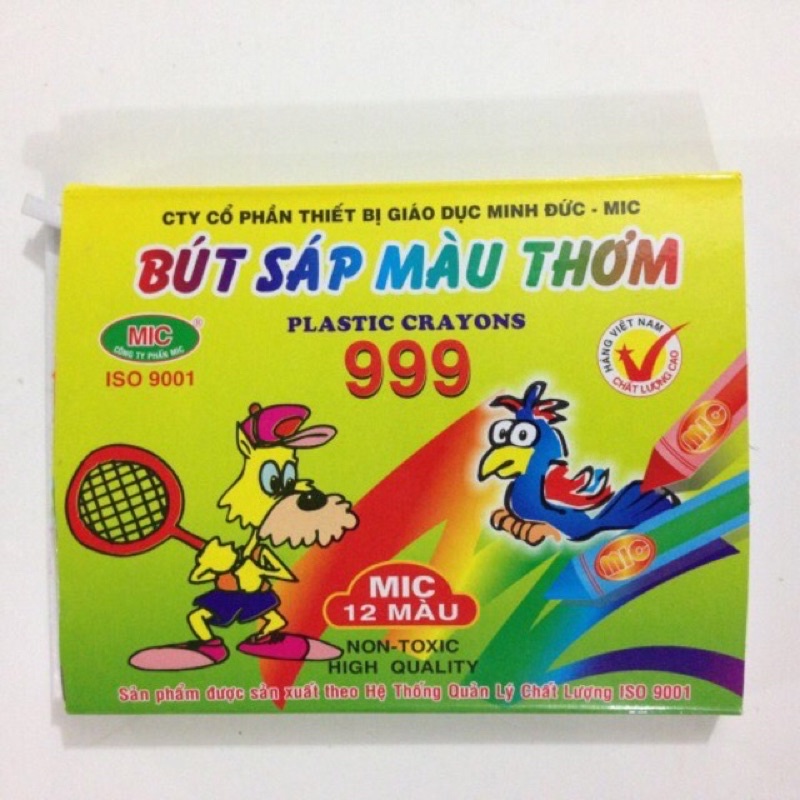 CTY CỔ PHẦN THIẾT BỊ GIÁO DỤC MINH ĐỨC - MIC
BÚT SÁP MÀU THƠM
PLASTIC CRAYONS
999
MIC ®
CÔNG TY PHẤN MIC
ISO 9001
HÀNG VIỆT NAM
CHẤT LƯỢNG CAO
MIC
MIC
MIC
12 MÀU
NON-TOXIC
HIGH QUALITY
Sản phẩm được sản xuất theo Hệ Thống Quản Lý Chất Lượng ISO 9001